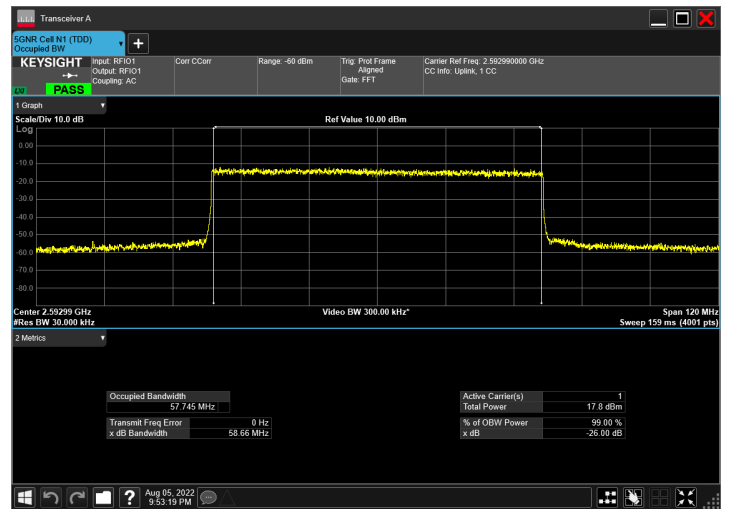 Transceiver A
5GNR Cell N1 (TDD)
Occupied BW
KEYSIGHT
LXI
PASS
Input: RFIO1
Output: RFIO1
Coupling: AC
Corr CCorr
Range: -60 dBm
Trig: Prot Frame
Aligned
Gate: FFT
Carrier Ref Freq: 2.592990000 GHz
CC Info: Uplink, 1 CC
1 Graph
Scale/Div 10.0 dB
Ref Value 10.00 dBm
Log
0.00
-10.0
-20.0
-30.0
-40.0
-50.0
-60.0
-70.0
-80.0
Center 2.59299 GHz
Video BW 300.00 kHz*
Span 120 MHz
#Res BW 30.000 kHz
Sweep 159 ms (4001 pts)
2 Metrics
Occupied Bandwidth
57.745 MHz
Transmit Freq Error 0 Hz
x dB Bandwidth 58.66 MHz
Active Carrier(s) 1
Total Power 17.8 dBm
% of OBW Power 99.00 %
x dB -26.00 dB
Aug 05, 2022
9:53:19 PM